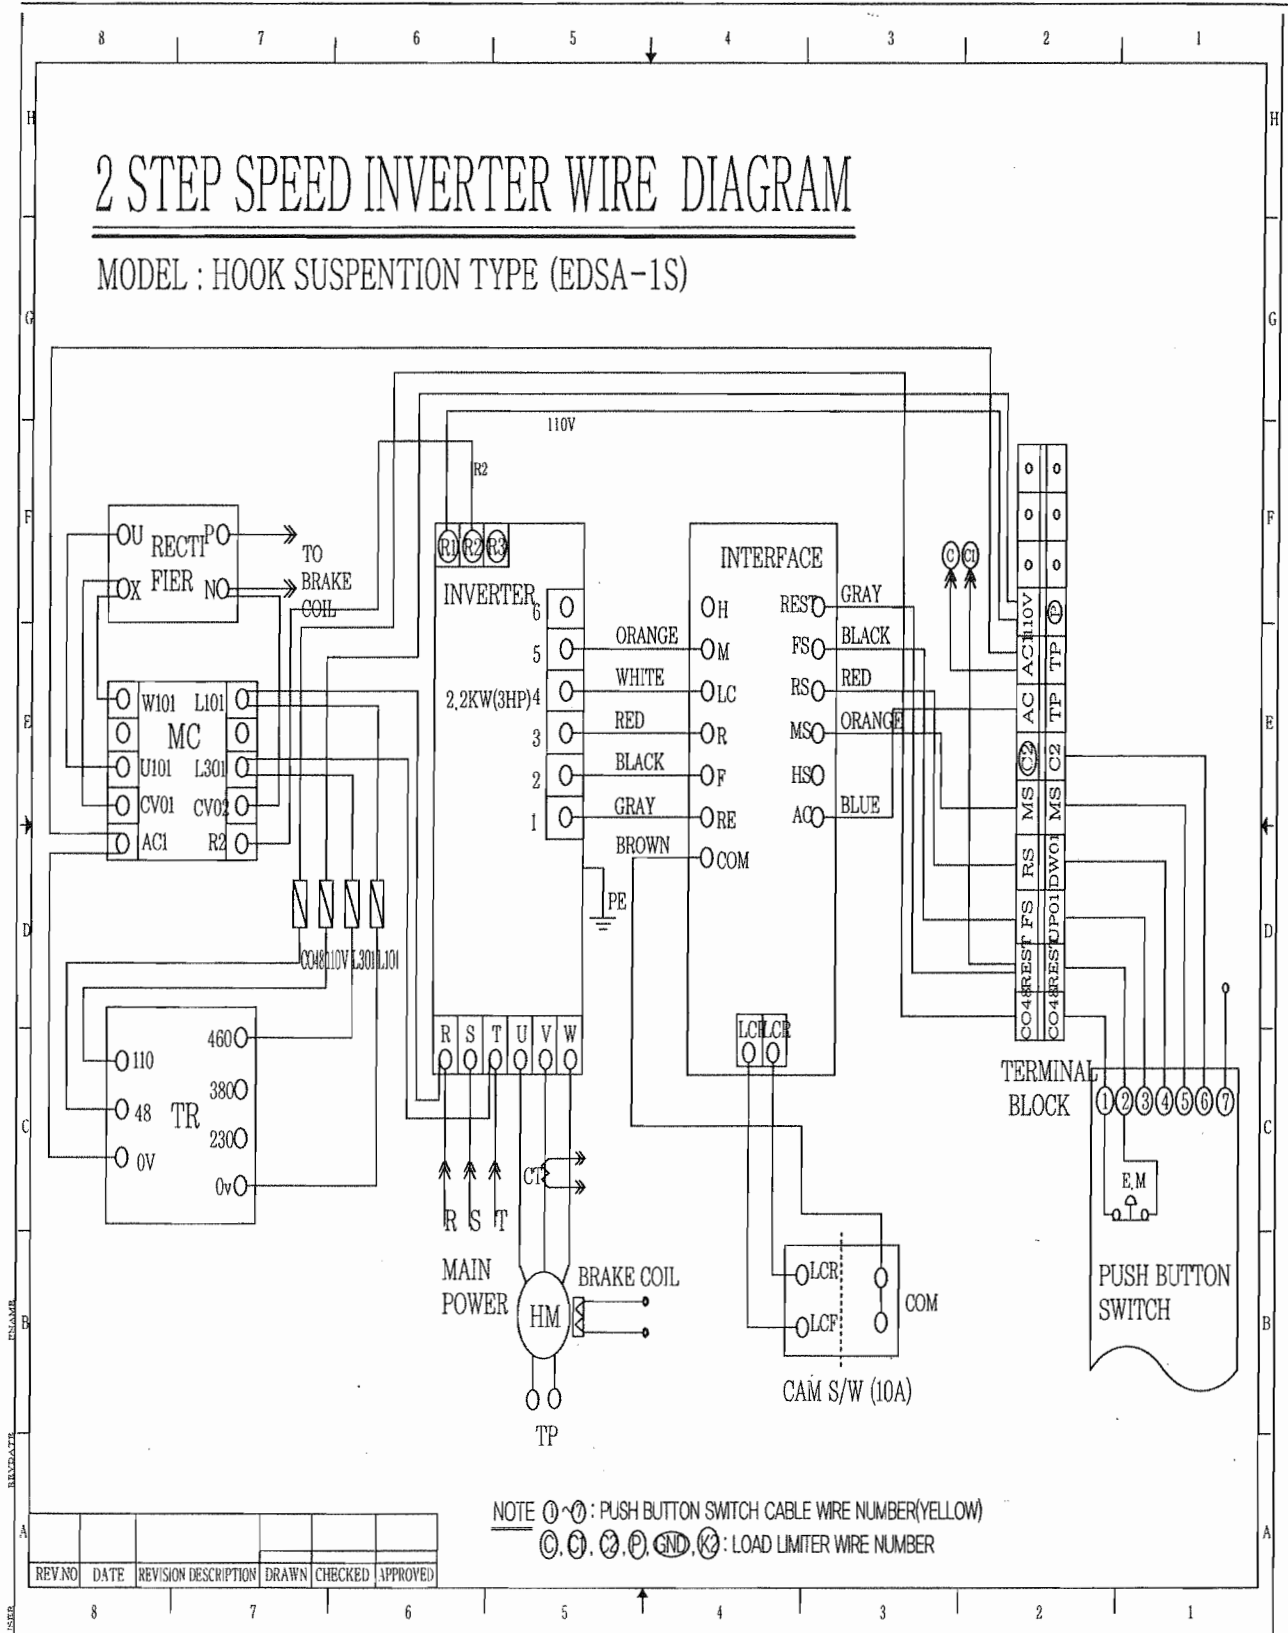 8 7 6 5 4 3 2 1
H H
2 STEP SPEED INVERTER WIRE DIAGRAM
MODEL : HOOK SUSPENTION TYPE (EDSA-1S)
G G
110V
R2
F F
U RECTI P
X FIER N
TO
BRAKE
COIL
R1 R2 R3
INVERTER
6
5
2,2KW(3HP) 4
3
2
1
ORANGE
WHITE
RED
BLACK
GRAY
BROWN
PE
INTERFACE
H REST
M FS
LC RS
R MS
F HS
RE AC
COM
GRAY
BLACK
RED
ORANGE
BLUE
C C1
AC1 110V P
AC TP
TP
C2 C2
MS MS
RS DW01
FS UP01
REST REST
CO48 CO48
E E
W101 L101
MC
U101 L301
CV01 CV02
AC1 R2
D D
CO48 110V L301 L101
460
110
380
48 TR
230
0V
0v
R S T U V W
LCF LCR
TERMINAL
BLOCK
1 2 3 4 5 6 7
C C
E,M
CT
R S T
MAIN
POWER
HM
BRAKE COIL
TP
LCR
LCF
COM
CAM S/W (10A)
PUSH BUTTON
SWITCH
B B
FNAME
REVDATE
USER
NOTE 1~7 : PUSH BUTTON SWITCH CABLE WIRE NUMBER(YELLOW)
C, C1, C2, P, GND, K2 : LOAD LIMITER WIRE NUMBER
A A
REV.NO DATE REVISION DESCRIPTION DRAWN CHECKED APPROVED
8 7 6 5 4 3 2 1